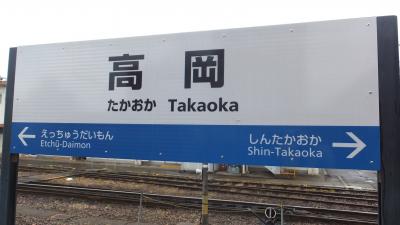 高岡
たかおか Takaoka
えっちゅうだいもん
Etchū-Daimon
しんたかおか
Shin-Takaoka